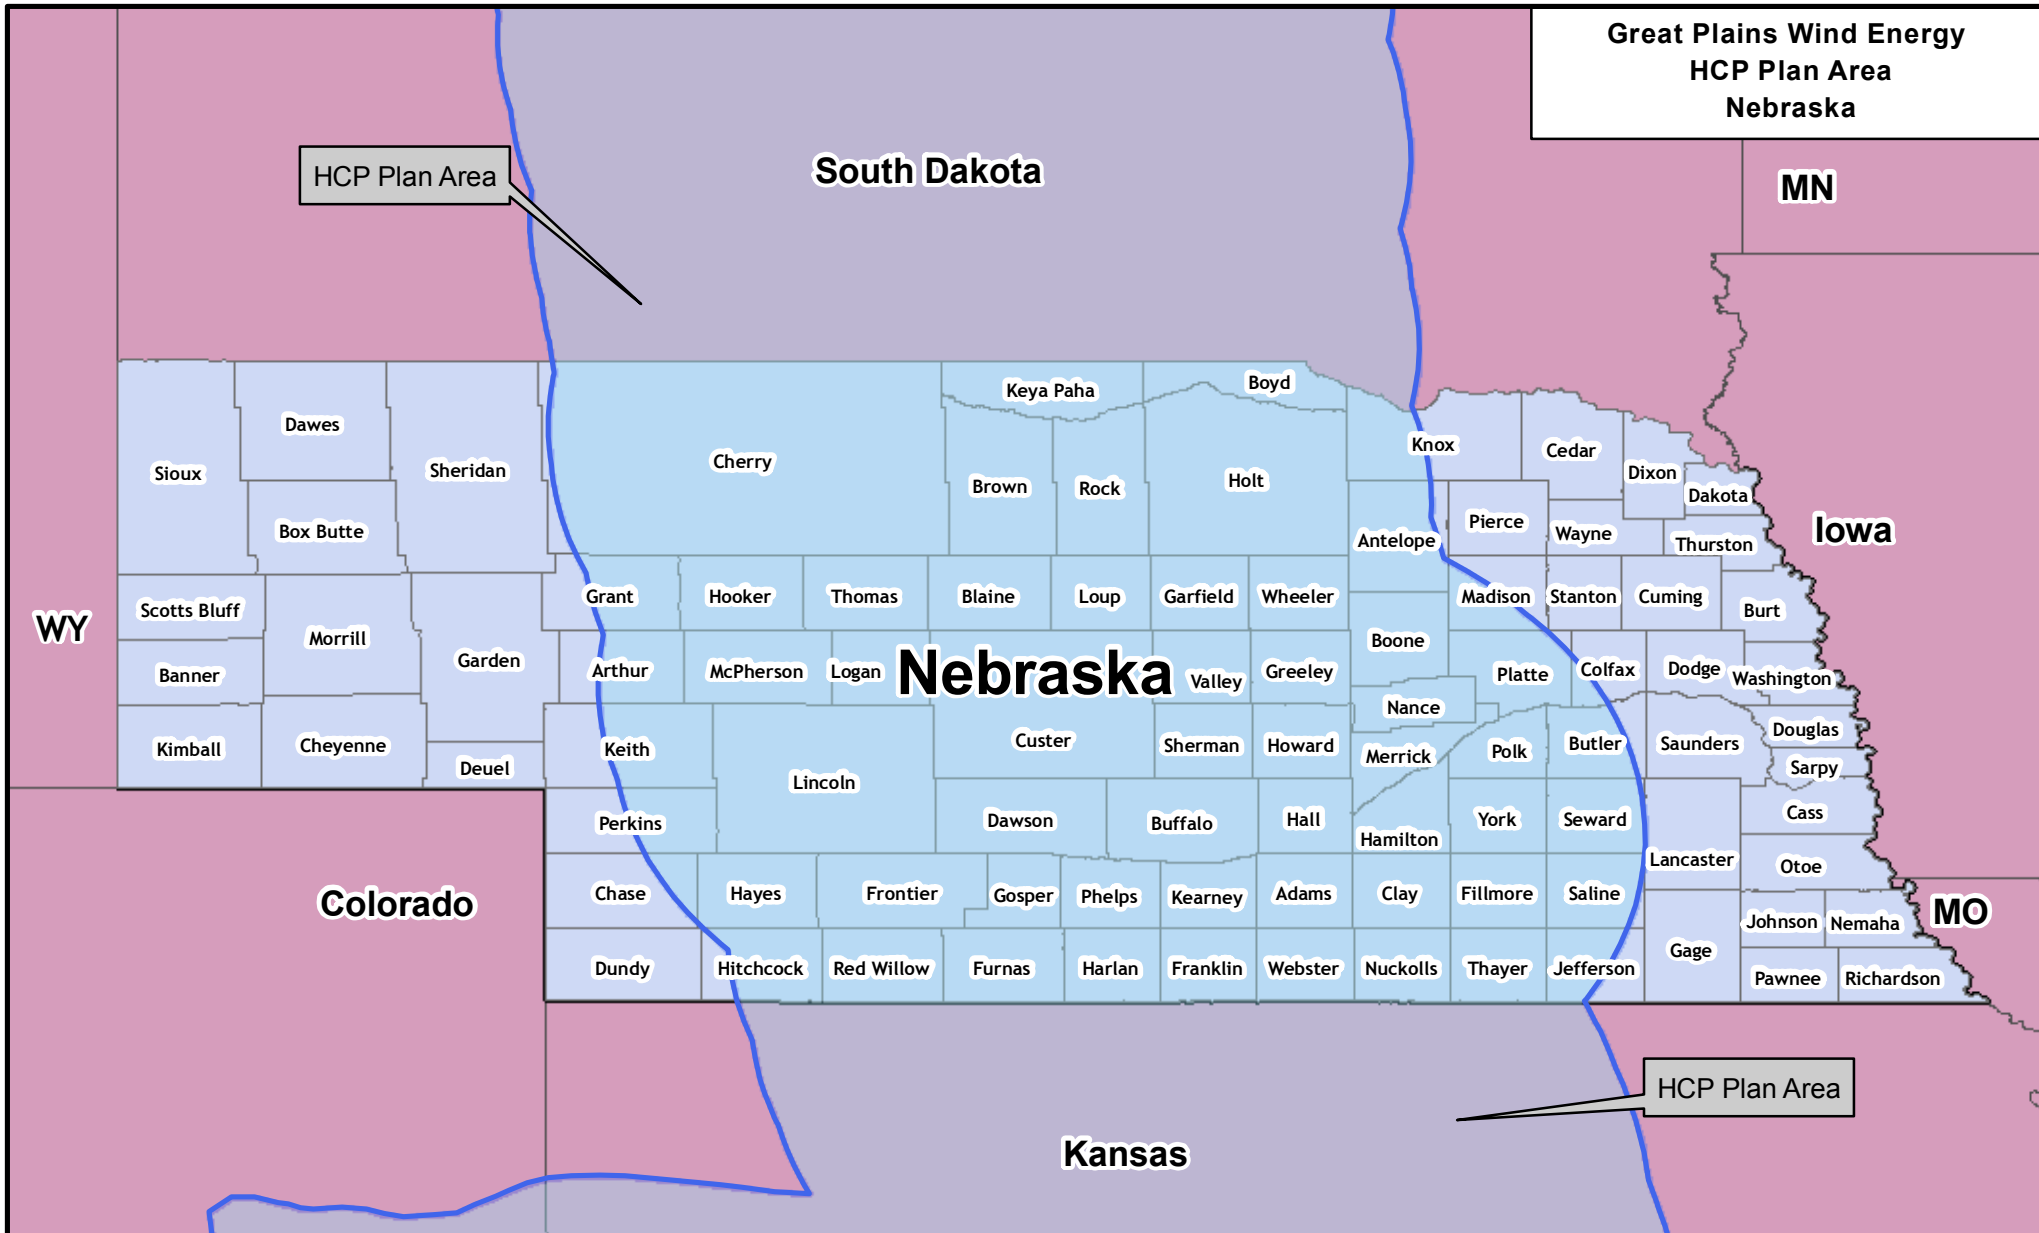 Great Plains Wind Energy
HCP Plan Area
Nebraska
HCP Plan Area
South Dakota
MN
Keya Paha
Boyd
Dawes
Knox
Cedar
Sioux
Sheridan
Cherry
Dixon
Brown
Rock
Holt
Dakota
Box Butte
Pierce
Wayne
Iowa
Antelope
Thurston
Scotts Bluff
Grant
Hooker
Thomas
Blaine
Loup
Garfield
Wheeler
Madison
Stanton
Cuming
Burt
WY
Morrill
Boone
Banner
Garden
Arthur
McPherson
Logan
Nebraska
Valley
Greeley
Platte
Colfax
Dodge
Washington
Nance
Kimball
Cheyenne
Deuel
Keith
Custer
Sherman
Howard
Merrick
Polk
Butler
Saunders
Douglas
Sarpy
Lincoln
Perkins
Dawson
Buffalo
Hall
Hamilton
York
Seward
Cass
Lancaster
Otoe
Colorado
Chase
Hayes
Frontier
Gosper
Phelps
Kearney
Adams
Clay
Fillmore
Saline
MO
Johnson
Nemaha
Gage
Dundy
Hitchcock
Red Willow
Furnas
Harlan
Franklin
Webster
Nuckolls
Thayer
Jefferson
Pawnee
Richardson
HCP Plan Area
Kansas